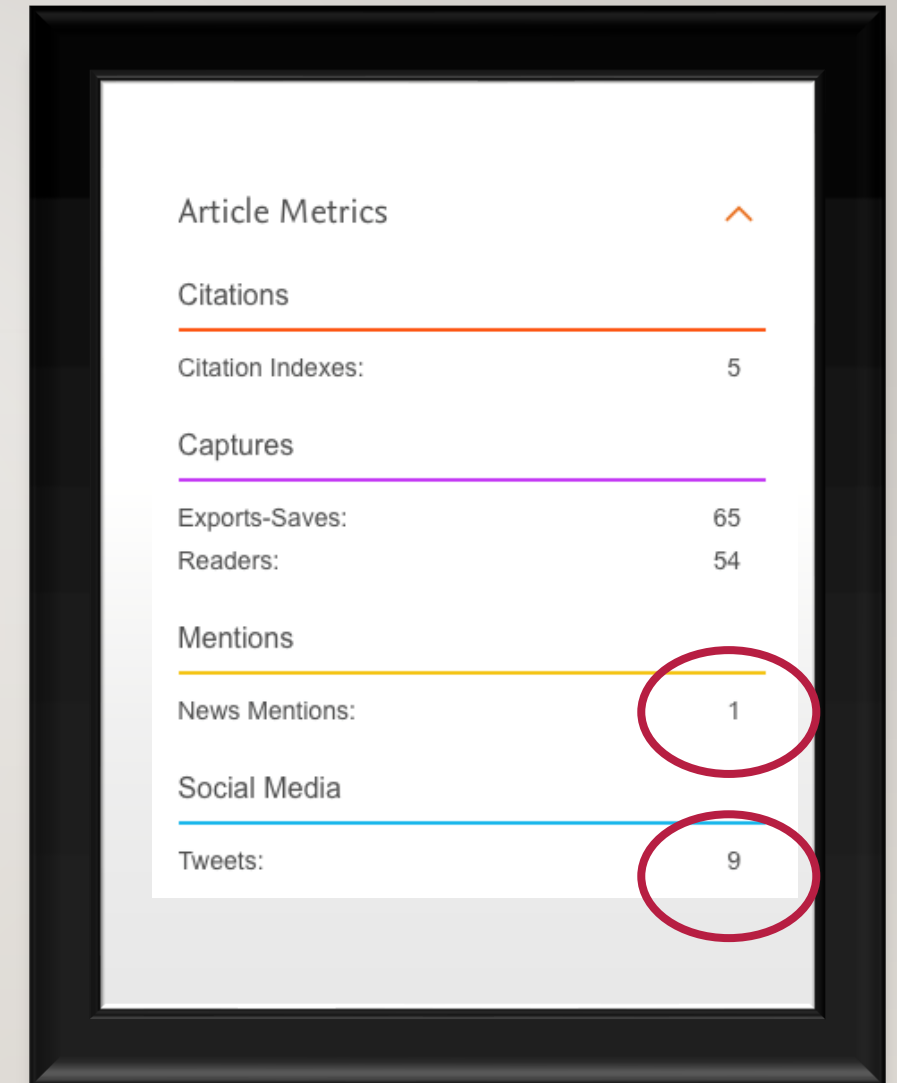 Article Metrics
Citations
Citation Indexes: 5
Captures
Exports-Saves: 65
Readers: 54
Mentions
News Mentions: 1
Social Media
Tweets: 9